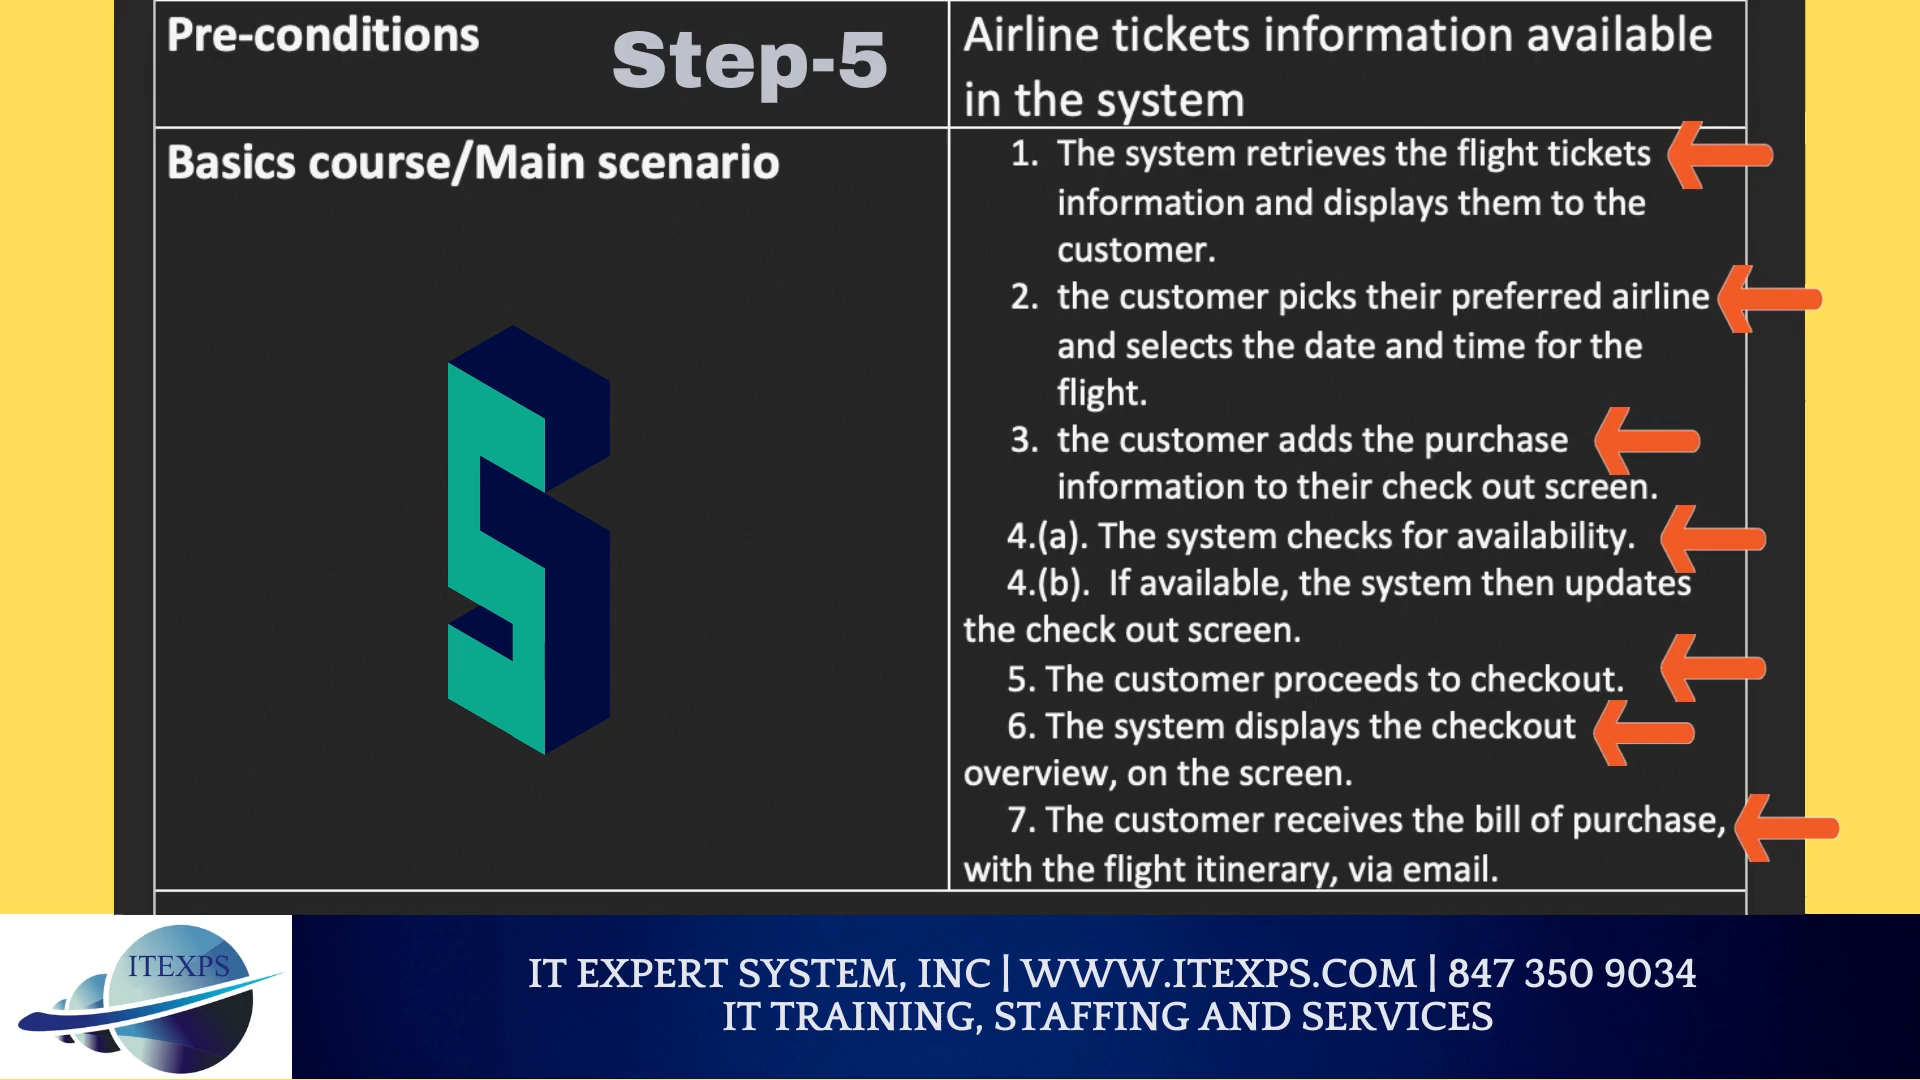 Pre-conditions
Step-5
Airline tickets information available
in the system
Basics course/Main scenario
1. The system retrieves the flight tickets
information and displays them to the
customer.
2. the customer picks their preferred airline
and selects the date and time for the
flight.
3. the customer adds the purchase
information to their check out screen.
4.(a). The system checks for availability.
4.(b). If available, the system then updates
the check out screen.
5. The customer proceeds to checkout.
6. The system displays the checkout
overview, on the screen.
7. The customer receives the bill of purchase,
with the flight itinerary, via email.
5
ITEXPS
IT EXPERT SYSTEM, INC | WWW.ITEXPS.COM | 847 350 9034
IT TRAINING, STAFFING AND SERVICES